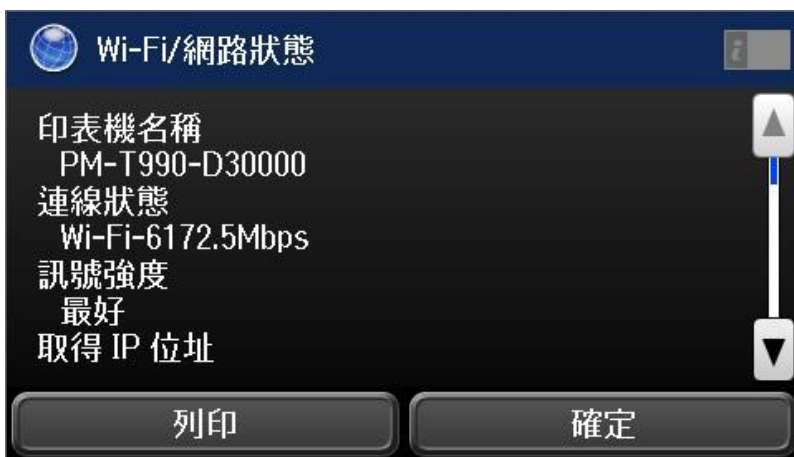 Wi-Fi/網路狀態
i
印表機名稱
PM-T990-D30000
連線狀態
Wi-Fi-6172.5Mbps
訊號強度
最好
取得 IP 位址
列印
確定